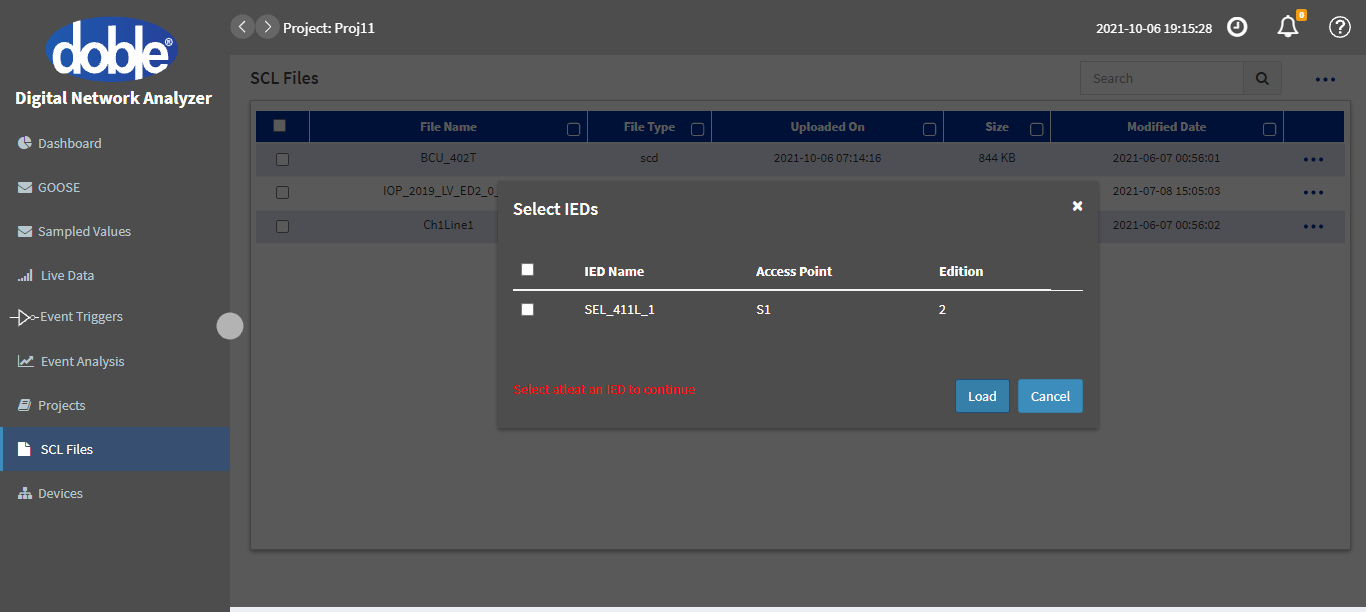 doble®
Digital Network Analyzer
Dashboard
GOOSE
Sampled Values
Live Data
Event Triggers
Event Analysis
Projects
SCL Files
Devices
Project: Proj11
2021-10-06 19:15:28
0
SCL Files
Search
File Name File Type Uploaded On Size Modified Date
BCU_402T scd 2021-10-06 07:14:16 844 KB 2021-06-07 00:56:01
IOP_2019_LV_ED2_0_ 2021-07-08 15:05:03
Ch1Line1 2021-06-07 00:56:02
Select IEDs
IED Name Access Point Edition
SEL_411L_1 S1 2
Select atleat an IED to continue
Load Cancel